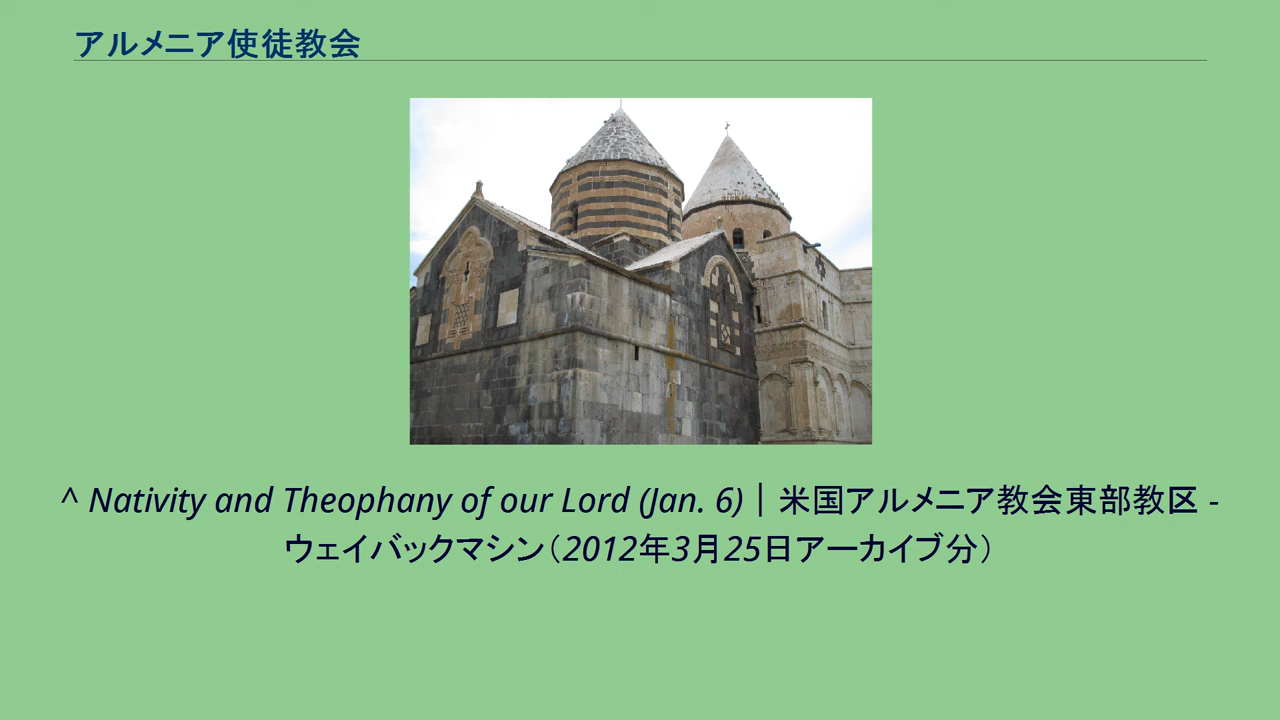 アルメニア使徒教会
^ Nativity and Theophany of our Lord (Jan. 6)｜米国アルメニア教会東部教区 -
ウェイバックマシン（2012年3月25日アーカイブ分）